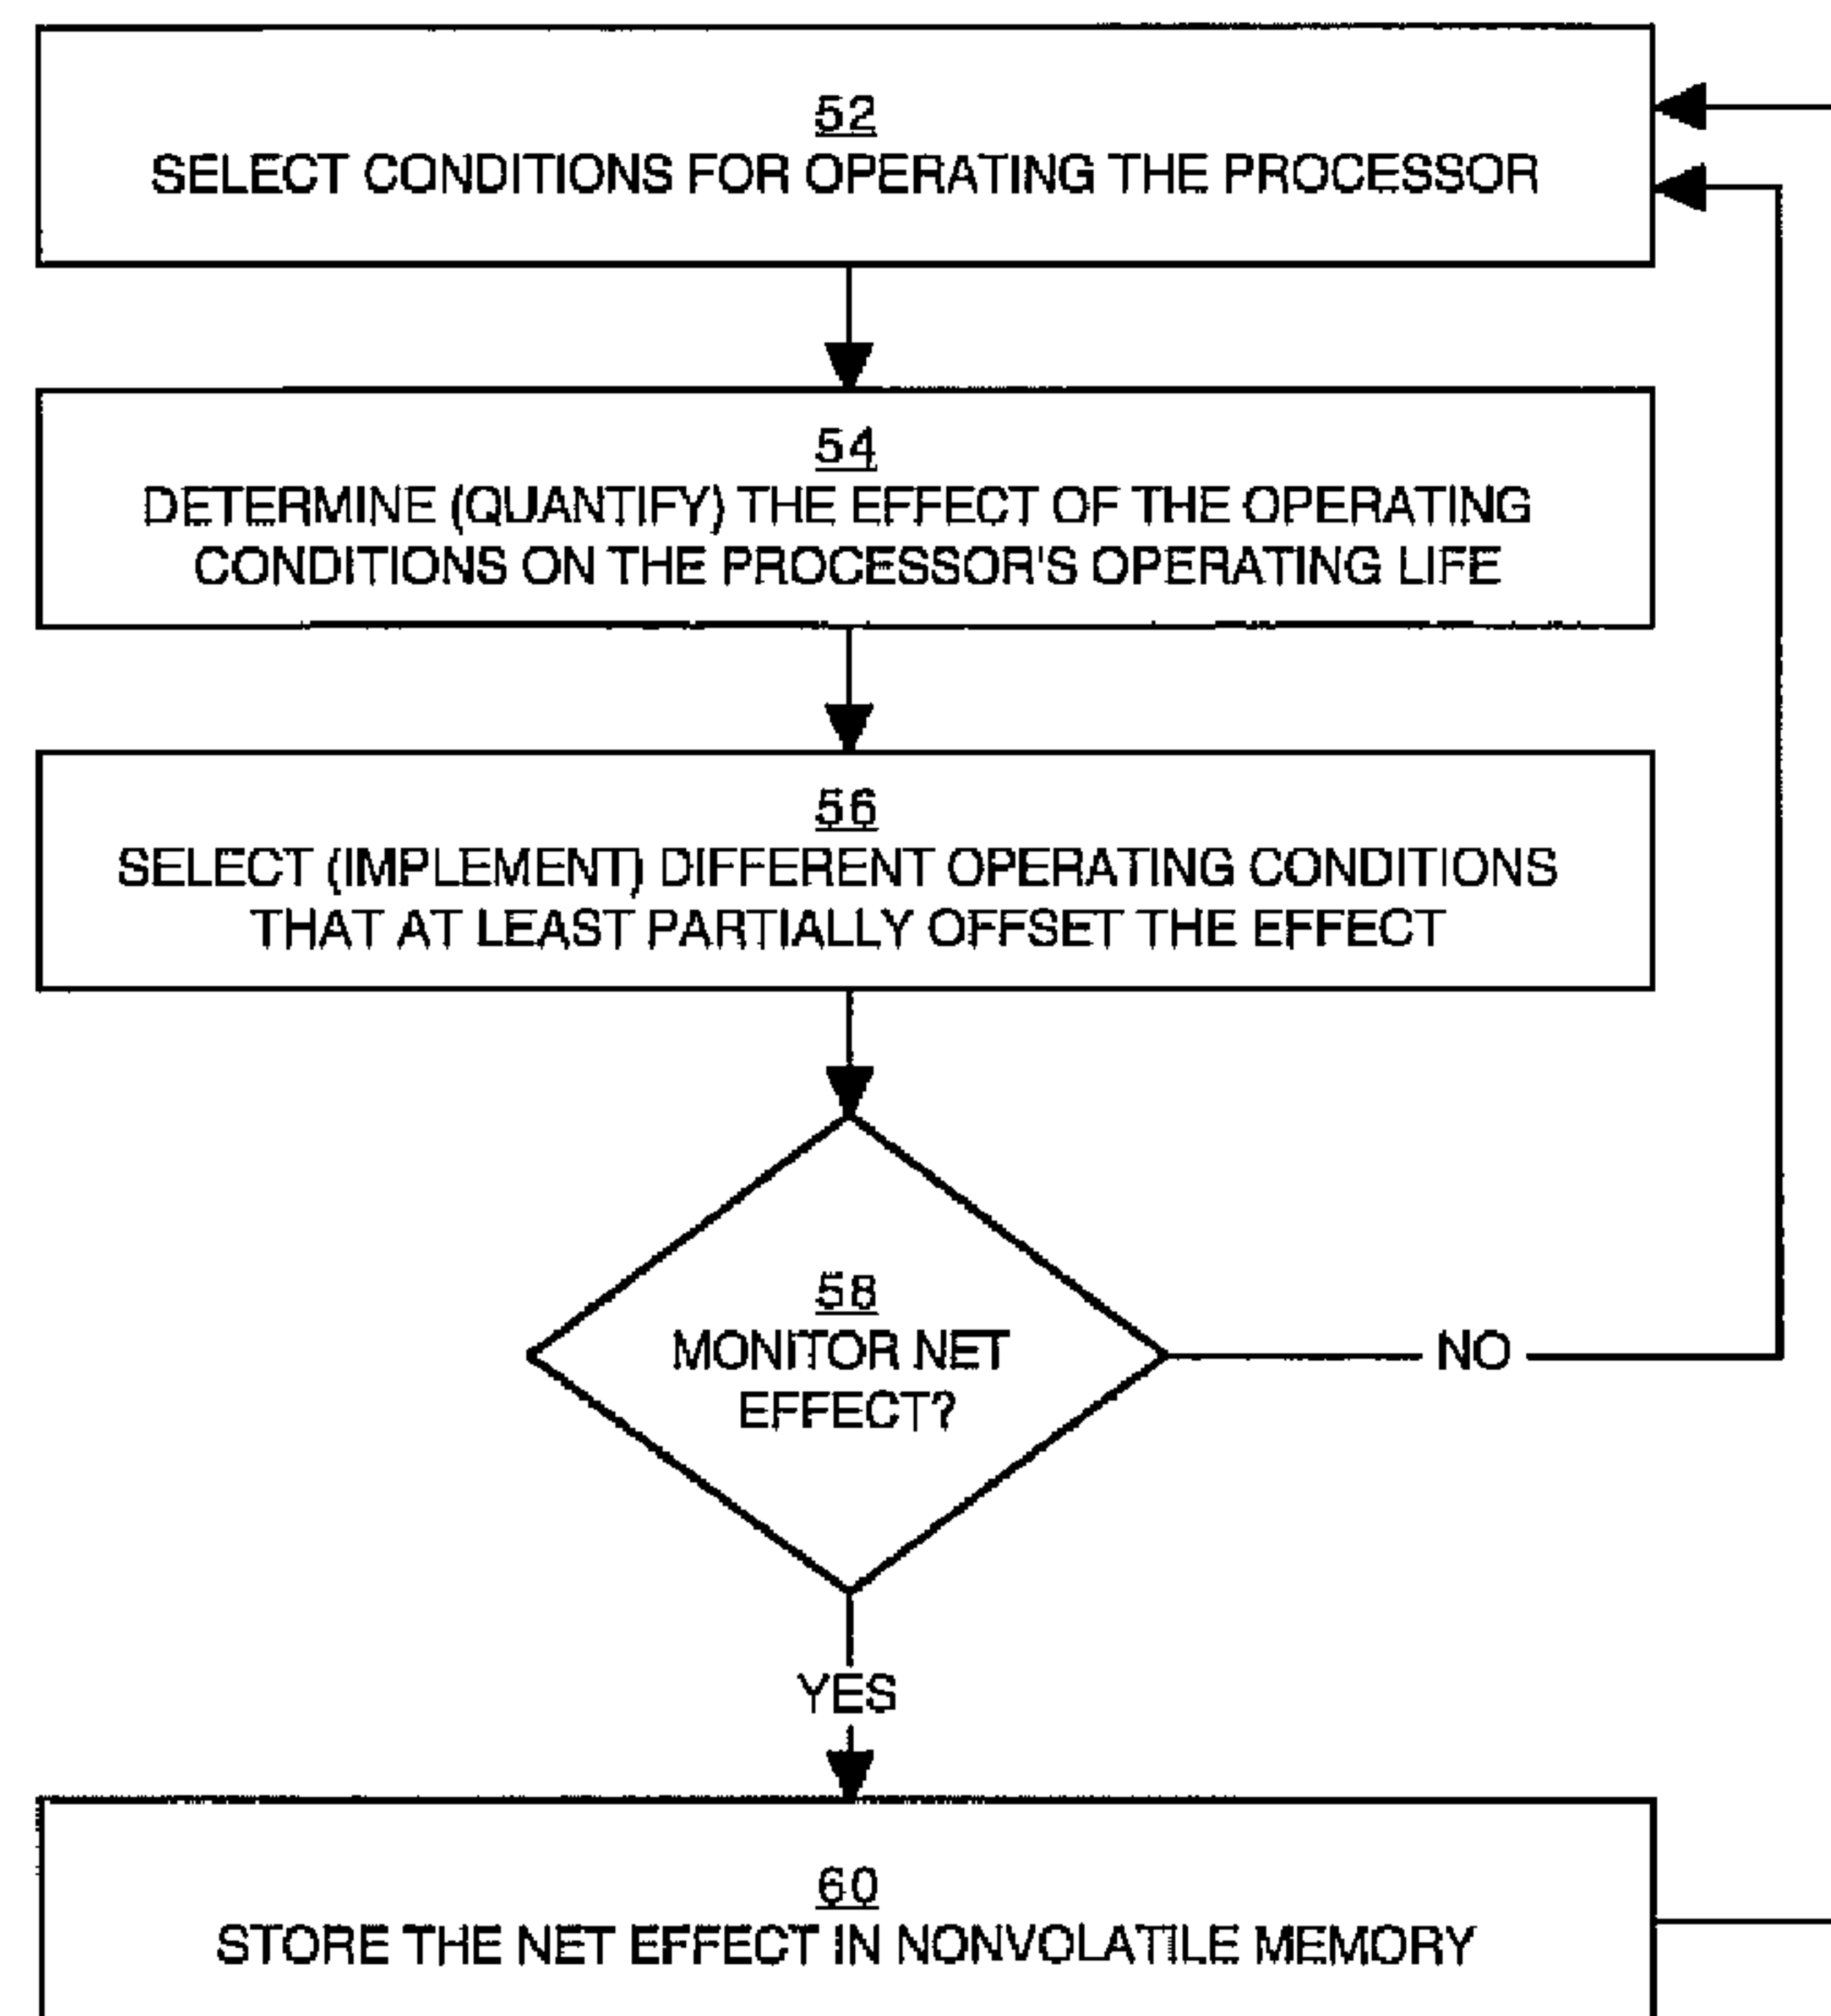 52
SELECT CONDITIONS FOR OPERATING THE PROCESSOR
54
DETERMINE (QUANTIFY) THE EFFECT OF THE OPERATING
CONDITIONS ON THE PROCESSOR'S OPERATING LIFE
56
SELECT (IMPLEMENT) DIFFERENT OPERATING CONDITIONS
THAT AT LEAST PARTIALLY OFFSET THE EFFECT
58
MONITOR NET
EFFECT?
NO
YES
60
STORE THE NET EFFECT IN NONVOLATILE MEMORY